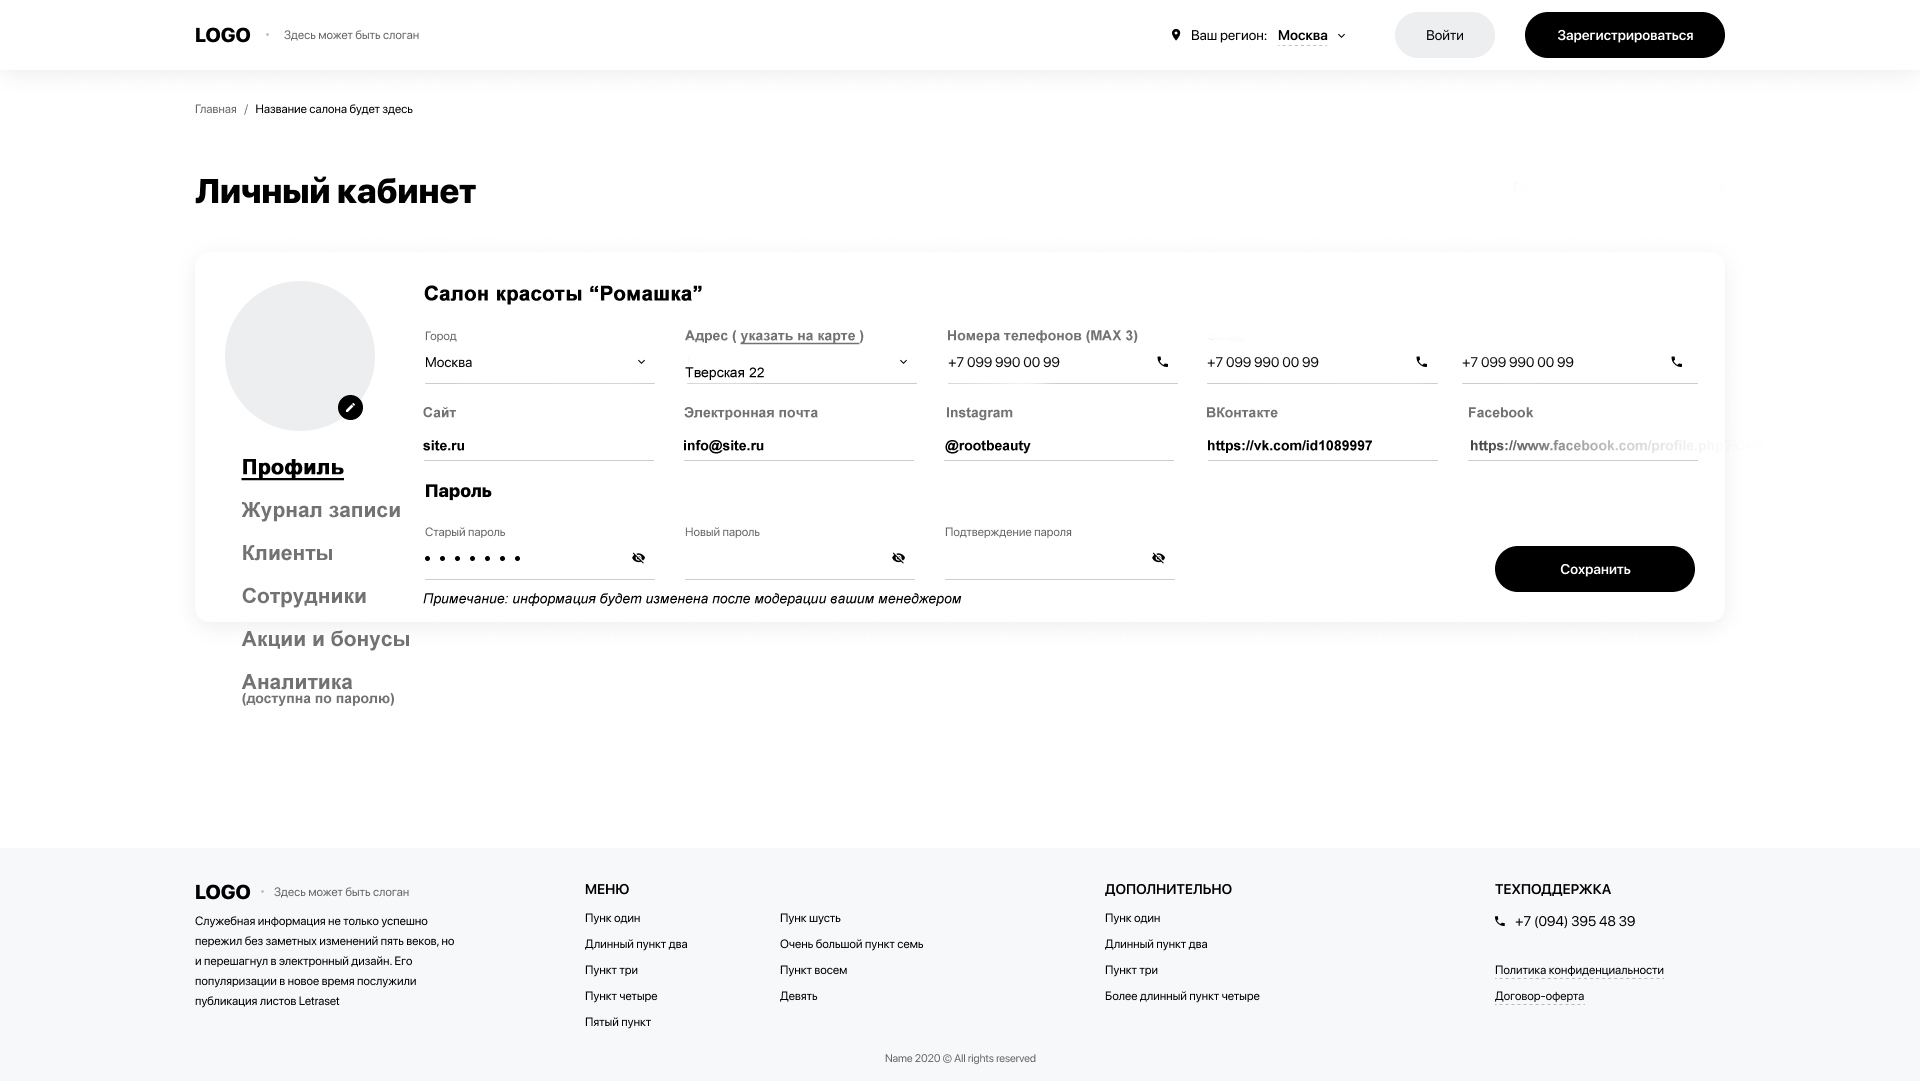 LOGO • Здесь может быть слоган
Ваш регион: Москва
Войти
Зарегистрироваться
Главная / Название салона будет здесь
Личный кабинет
Салон красоты “Ромашка”
Город
Адрес ( указать на карте )
Номера телефонов (MAX 3)
Москва
Тверская 22
+7 099 990 00 99
+7 099 990 00 99
+7 099 990 00 99
Сайт
Электронная почта
Instagram
ВКонтакте
Facebook
site.ru
info@site.ru
@rootbeauty
https://vk.com/id1089997
https://www.facebook.com/profile.php
Профиль
Журнал записи
Клиенты
Сотрудники
Акции и бонусы
Аналитика
(доступна по паролю)
Пароль
Старый пароль
Новый пароль
Подтверждение пароля
Сохранить
Примечание: информация будет изменена после модерации вашим менеджером
LOGO • Здесь может быть слоган
Служебная информация не только успешно
пережил без заметных изменений пять веков, но
и перешагнул в электронный дизайн. Его
популяризации в новое время послужили
публикация листов Letraset
МЕНЮ
Пунк один
Длинный пункт два
Пункт три
Пункт четыре
Пятый пункт
Пунк шусть
Очень большой пункт семь
Пункт восем
Девять
ДОПОЛНИТЕЛЬНО
Пунк один
Длинный пункт два
Пункт три
Более длинный пункт четыре
ТЕХПОДДЕРЖКА
+7 (094) 395 48 39
Политика конфиденциальности
Договор-оферта
Name 2020 © All rights reserved